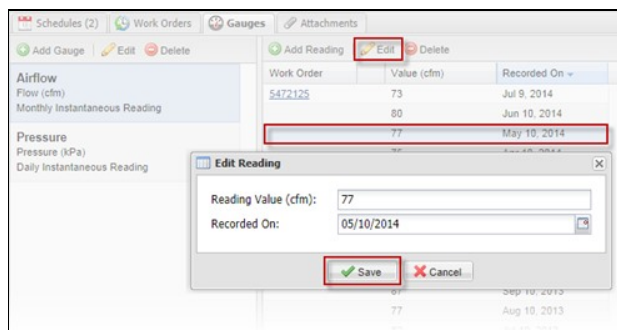 Schedules (2) Work Orders Gauges Attachments
Add Gauge Edit Delete
Add Reading Edit Delete
Airflow
Flow (cfm)
Monthly Instantaneous Reading
Pressure
Pressure (kPa)
Daily Instantaneous Reading
Work Order Value (cfm) Recorded On
5472125 73 Jul 9, 2014
80 Jun 10, 2014
77 May 10, 2014
Edit Reading
Reading Value (cfm): 77
Recorded On: 05/10/2014
Save Cancel
87 Sep 10, 2013
77 Aug 10, 2013